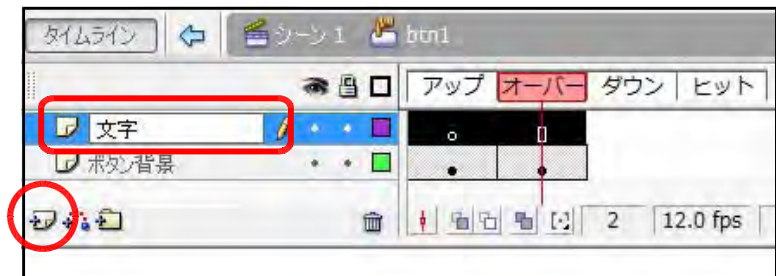 タイムライン シーン 1 btn1
アップ オーバー ダウン ヒット
文字
ボタン背景
2 12.0 fps